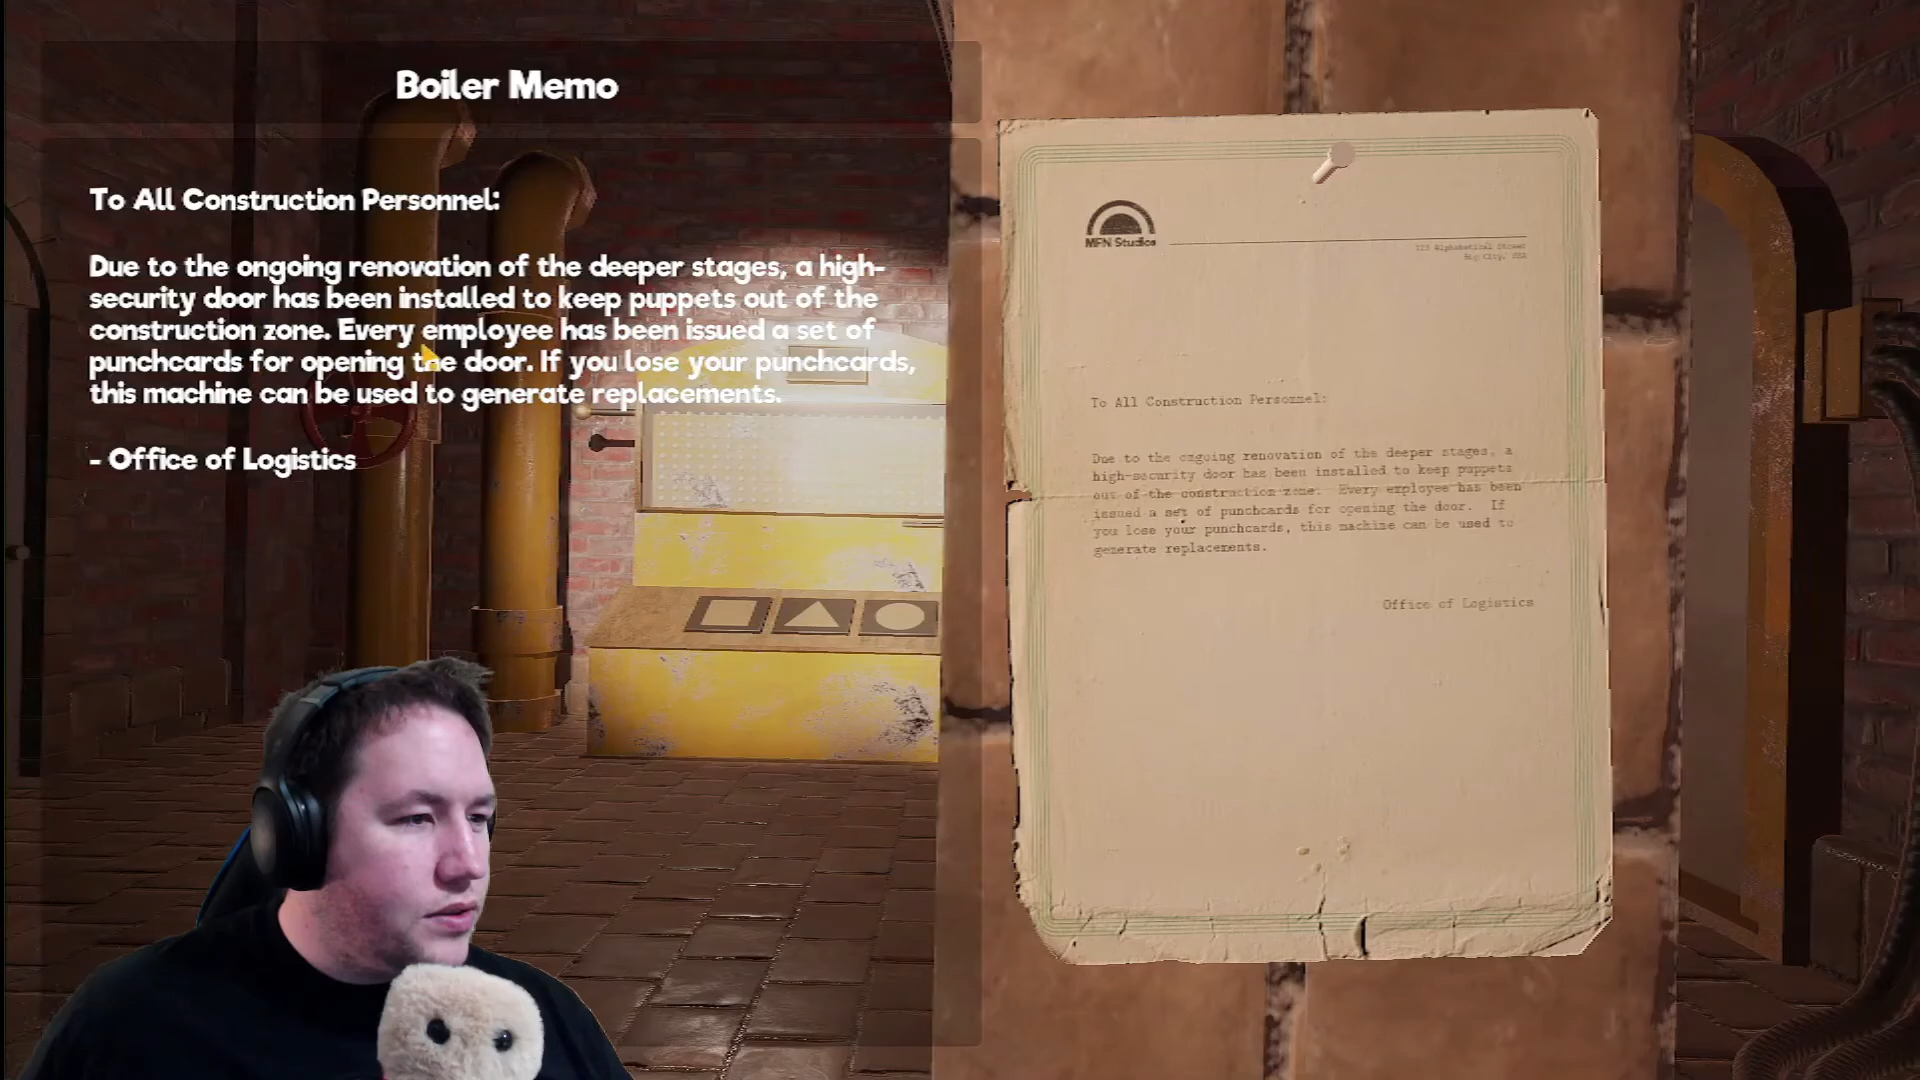 Boiler Memo
To All Construction Personnel:
Due to the ongoing renovation of the deeper stages, a high-
security door has been installed to keep puppets out of the
construction zone. Every employee has been issued a set of
punchcards for opening the door. If you lose your punchcards,
this machine can be used to generate replacements.
- Office of Logistics
MFN Studios
123 Alphabetical Street
Big City, USA
To All Construction Personnel:
Due to the ongoing renovation of the deeper stages, a
high-security door has been installed to keep puppets
out of the construction zone. Every employee has been
issued a set of punchcards for opening the door. If
you lose your punchcards, this machine can be used to
generate replacements.
Office of Logistics